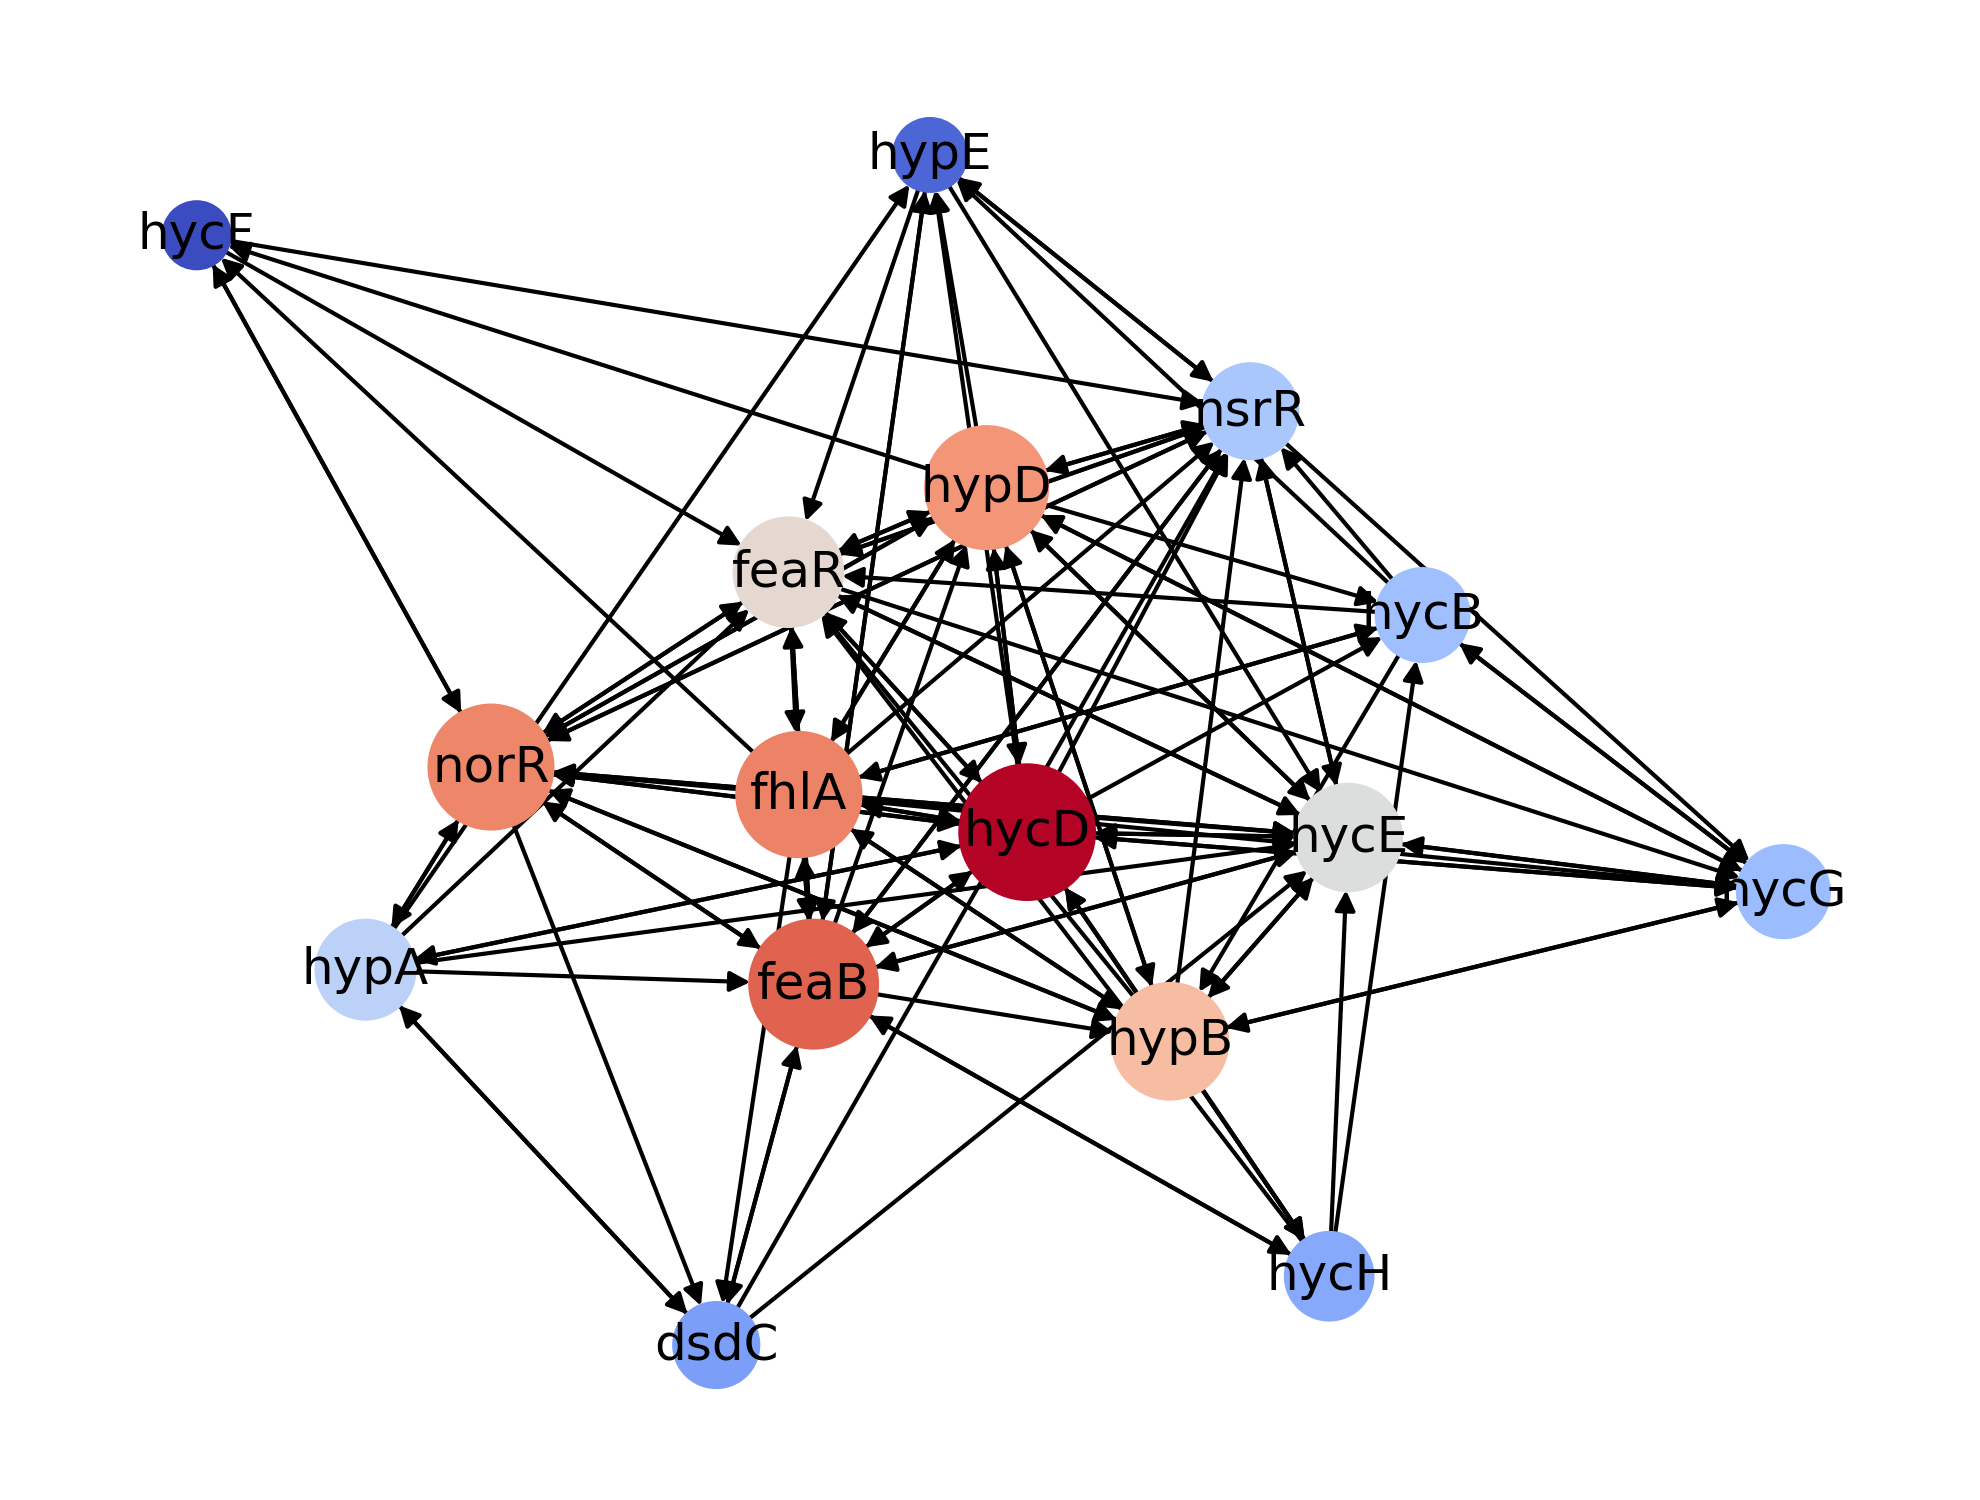 hypE
hycF
nsrR
hypD
feaR
hycB
norR
fhlA
hycD
hycE
hycG
hypA
feaB
hypB
hycH
dsdC